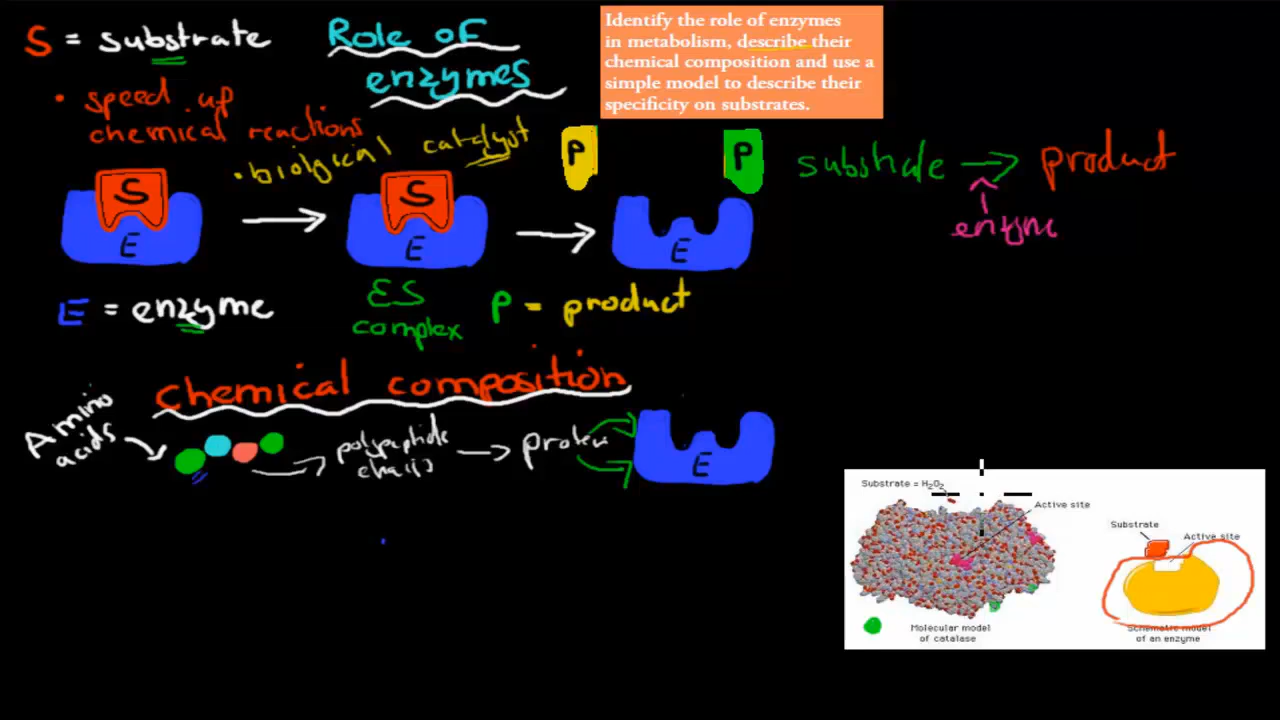 S = substrate
Role of
enzymes
Identify the role of enzymes
in metabolism, describe their
chemical composition and use a
simple model to describe their
specificity on substrates.
• speed up
chemical reactions
• biological catalyst
S
E
S
E
P
P
E
substrate → product
enzyme
E = enzyme
ES
complex
P = product
Chemical composition
Amino
acids
polypeptide
protein
E
Substrate = H2O2
Active site
Molecular model
of catalase
Substrate
Active site
Schematic model
of an enzyme